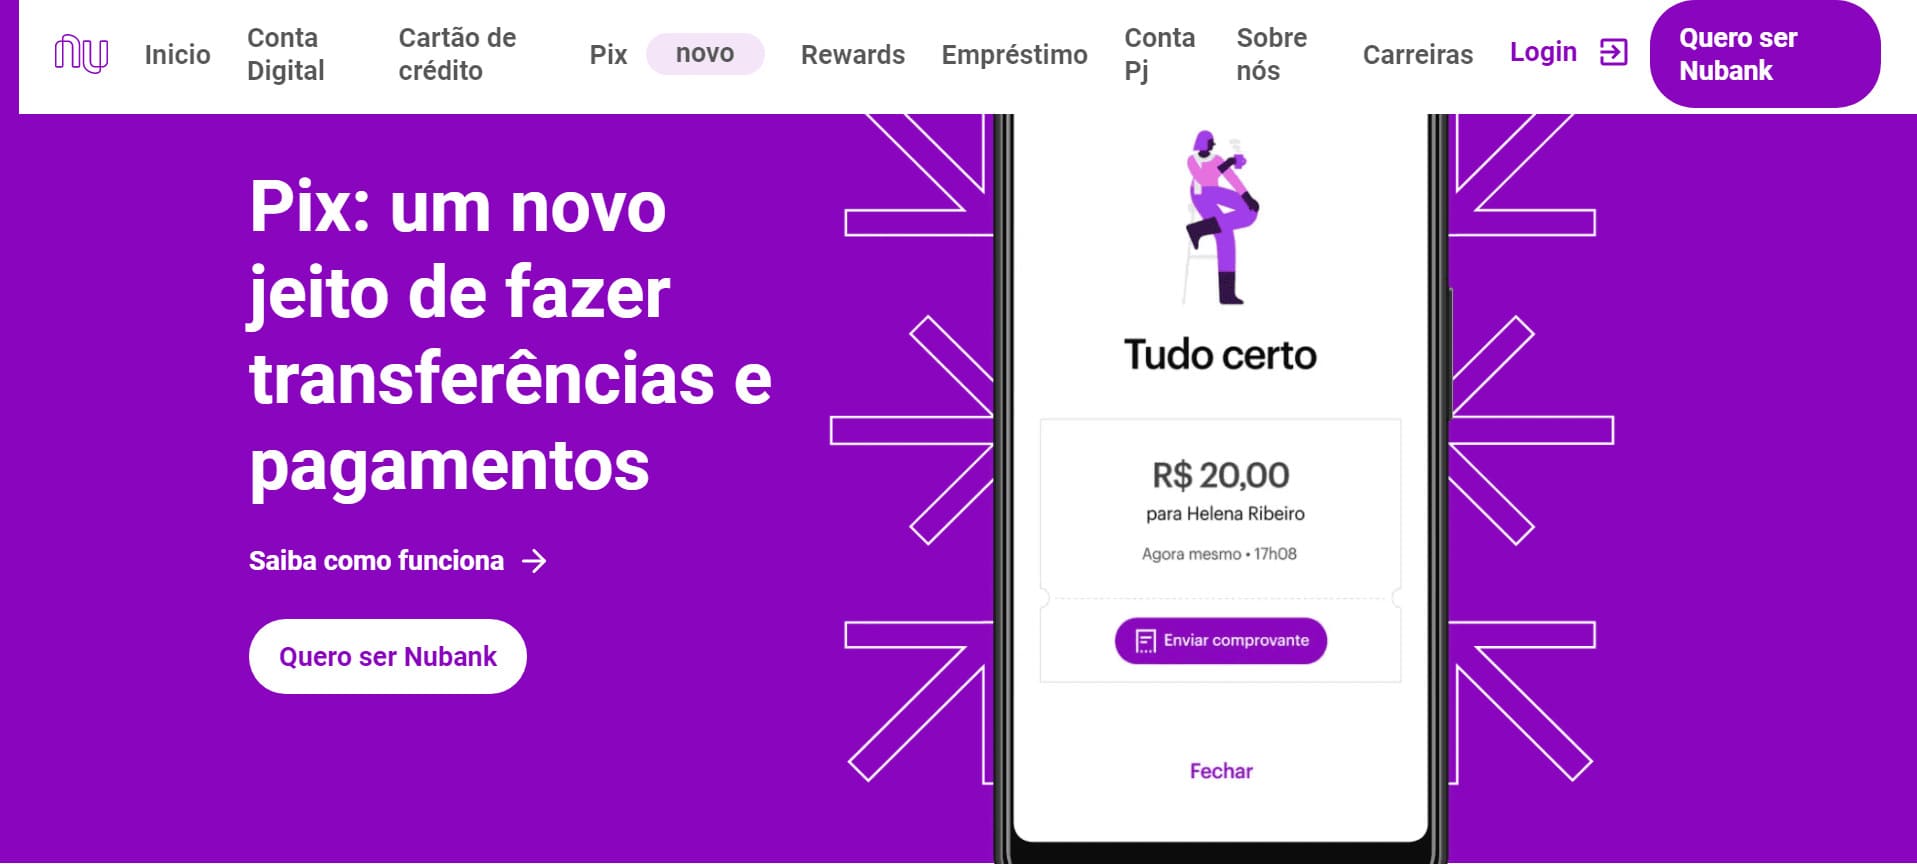 nu
Inicio
Conta
Digital
Cartão de
crédito
Pix
novo
Rewards
Empréstimo
Conta
Pj
Sobre
nós
Carreiras
Login
Quero ser
Nubank
Pix: um novo
jeito de fazer
transferências e
pagamentos
Saiba como funciona
Quero ser Nubank
Tudo certo
R$ 20,00
para Helena Ribeiro
Agora mesmo • 17h08
Enviar comprovante
Fechar